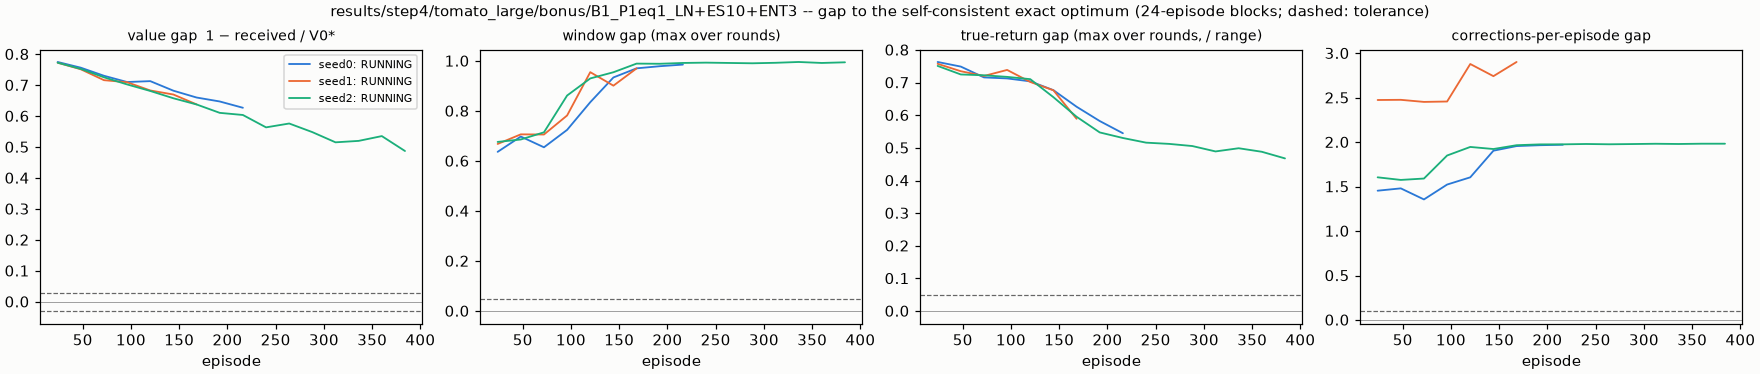 results/step4/tomato_large/bonus/B1_P1eq1_LN+ES10+ENT3 -- gap to the self-consistent exact optimum (24-episode blocks; dashed: tolerance)
value gap 1 − received / V0*
0.8
0.7
0.6
0.5
0.4
0.3
0.2
0.1
0.0
seed0: RUNNING
seed1: RUNNING
seed2: RUNNING
50 100 150 200 250 300 350 400
episode
window gap (max over rounds)
1.0
0.8
0.6
0.4
0.2
0.0
50 100 150 200 250 300 350 400
episode
true-return gap (max over rounds, / range)
0.8
0.7
0.6
0.5
0.4
0.3
0.2
0.1
0.0
50 100 150 200 250 300 350 400
episode
corrections-per-episode gap
3.0
2.5
2.0
1.5
1.0
0.5
0.0
50 100 150 200 250 300 350 400
episode